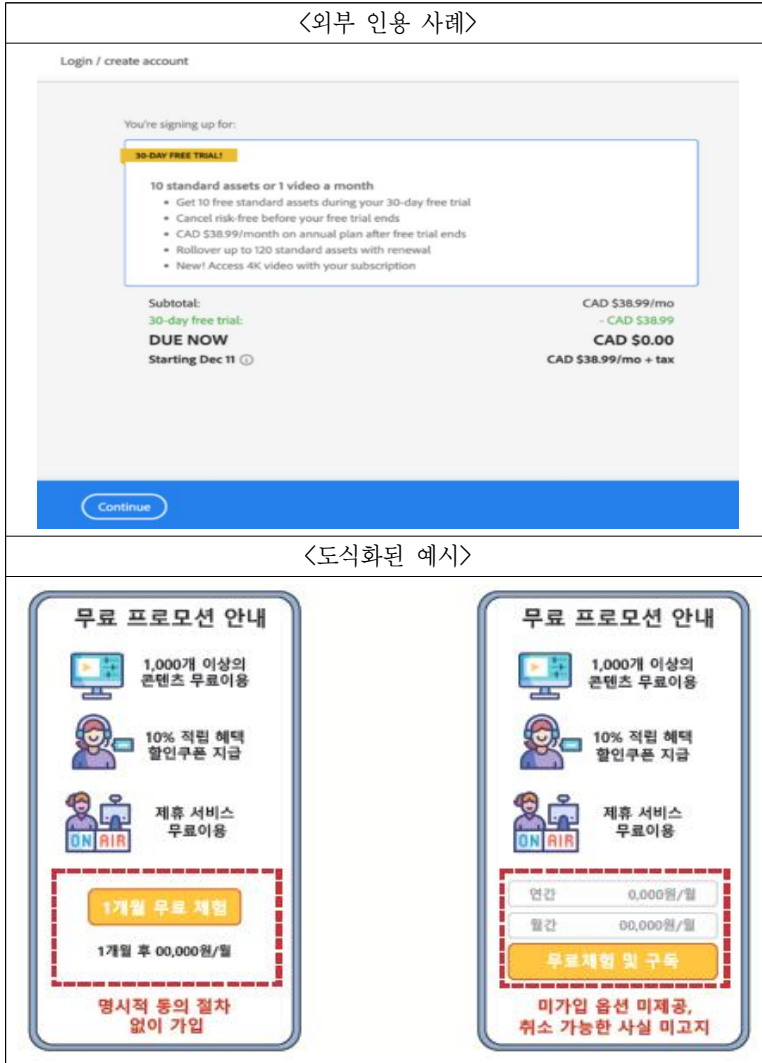 <외부 인용 사례>
Login / create account
You're signing up for:
30-DAY FREE TRIAL!
10 standard assets or 1 video a month
• Get 10 free standard assets during your 30-day free trial
• Cancel risk-free before your free trial ends
• CAD $38.99/month on annual plan after free trial ends
• Rollover up to 120 standard assets with renewal
• New! Access 4K video with your subscription
Subtotal: CAD $38.99/mo
30-day free trial: - CAD $38.99
DUE NOW CAD $0.00
Starting Dec 11 ⓘ CAD $38.99/mo + tax
Continue
<도식화된 예시>
무료 프로모션 안내
1,000개 이상의
콘텐츠 무료이용
10% 적립 혜택
할인쿠폰 지급
ON AIR
제휴 서비스
무료이용
1개월 무료 체험
1개월 후 00,000원/월
명시적 동의 절차
없이 가입
무료 프로모션 안내
1,000개 이상의
콘텐츠 무료이용
10% 적립 혜택
할인쿠폰 지급
ON AIR
제휴 서비스
무료이용
연간 0,000원/월
월간 00,000원/월
무료체험 및 구독
미가입 옵션 미제공,
취소 가능한 사실 미고지